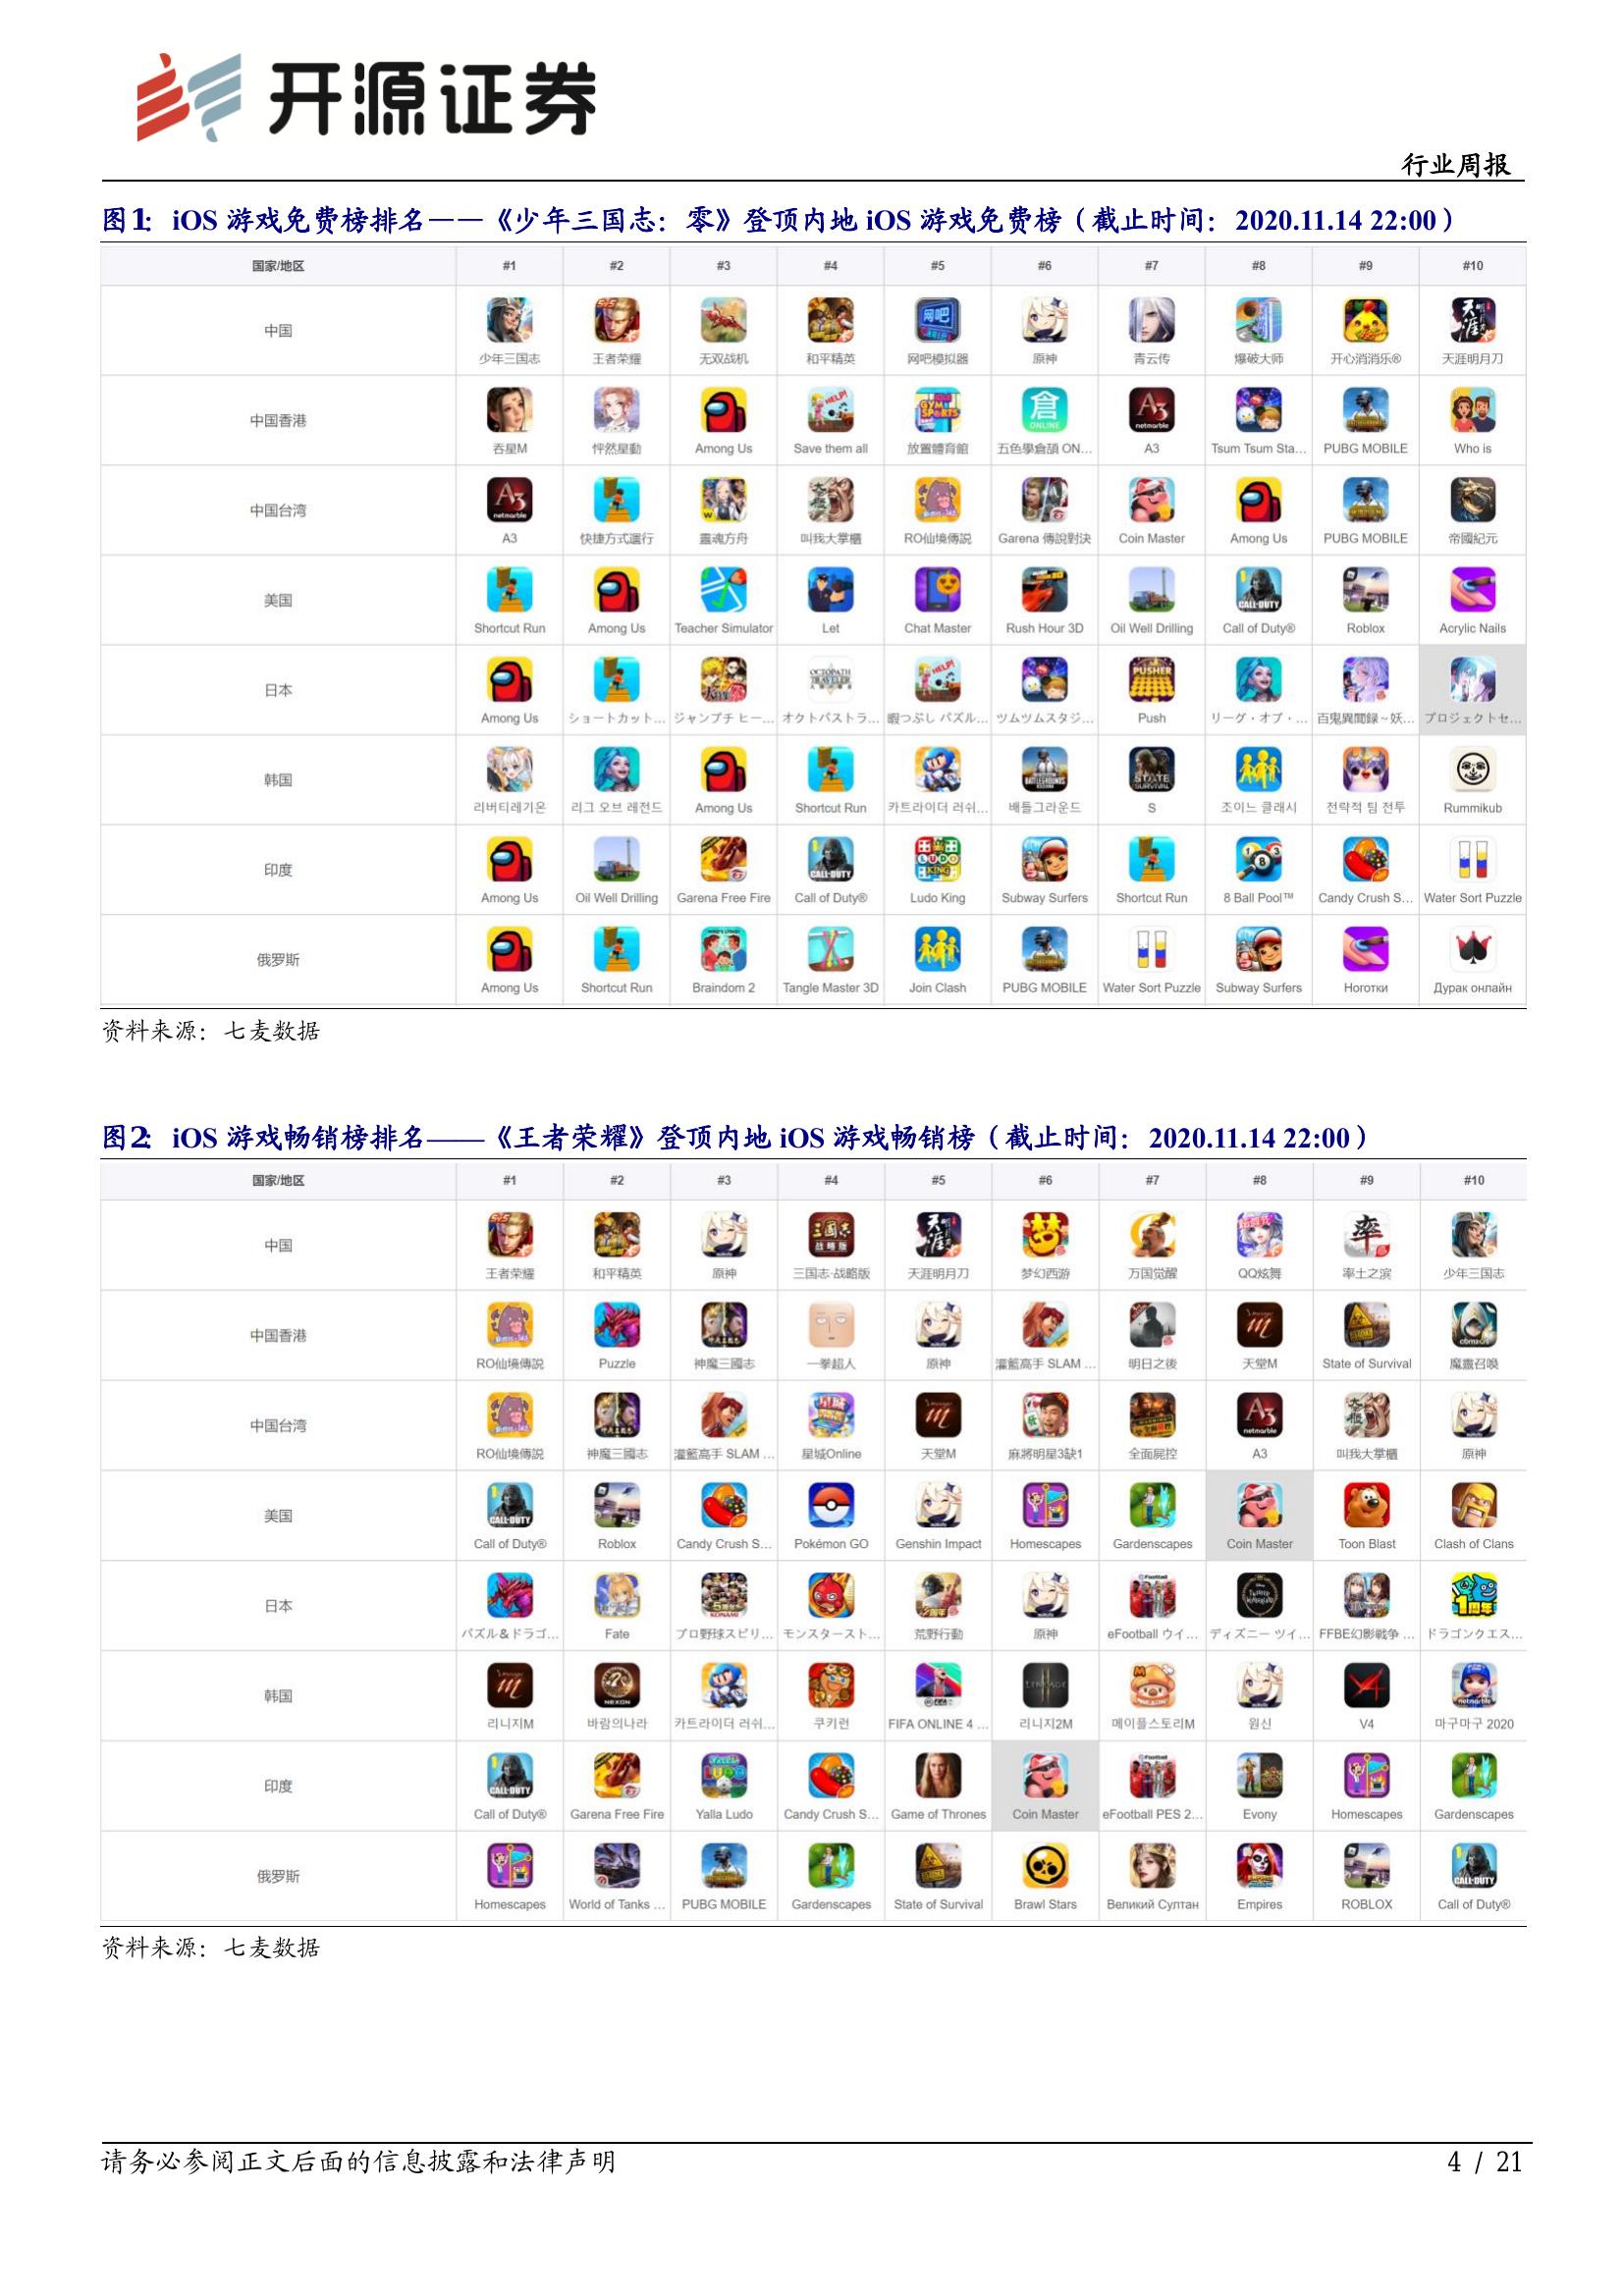 开源证券
行业周报
图1： iOS 游戏免费榜排名——《少年三国志：零》登顶内地 iOS 游戏免费榜（截止时间：2020.11.14 22:00）
国家/地区 #1 #2 #3 #4 #5 #6 #7 #8 #9 #10
中国 少年三国志 王者荣耀 无双战机 和平精英 网吧模拟器 原神 青云传 爆破大师 开心消消乐® 天涯明月刀
中国香港 吞星M 怦然星動 Among Us Save them all 放置體育館 五色學倉頡 ON... A3 Tsum Tsum Sta... PUBG MOBILE Who is
中国台湾 A3 快捷方式運行 靈魂方舟 叫我大掌櫃 RO仙境傳説 Garena 傳說對決 Coin Master Among Us PUBG MOBILE 帝國紀元
美国 Shortcut Run Among Us Teacher Simulator Let Chat Master Rush Hour 3D Oil Well Drilling Call of Duty® Roblox Acrylic Nails
日本 Among Us ショートカット... ジャンプチ ヒー... オクトパストラ... 暇つぶし パズル... ツムツムスタジ... Push リーグ・オブ・... 百鬼異聞録～妖... プロジェクトセ...
韩国 리버티레기온 리그 오브 레전드 Among Us Shortcut Run 카트라이더 러쉬... 배틀그라운드 S 조이느 클래시 전략적 팀 전투 Rummikub
印度 Among Us Oil Well Drilling Garena Free Fire Call of Duty® Ludo King Subway Surfers Shortcut Run 8 Ball Pool™ Candy Crush S... Water Sort Puzzle
俄罗斯 Among Us Shortcut Run Braindom 2 Tangle Master 3D Join Clash PUBG MOBILE Water Sort Puzzle Subway Surfers Ноготки Дурак онлайн
资料来源：七麦数据
图2： iOS 游戏畅销榜排名——《王者荣耀》登顶内地 iOS 游戏畅销榜（截止时间：2020.11.14 22:00）
国家/地区 #1 #2 #3 #4 #5 #6 #7 #8 #9 #10
中国 王者荣耀 和平精英 原神 三国志·战略版 天涯明月刀 梦幻西游 万国觉醒 QQ炫舞 率土之滨 少年三国志
中国香港 RO仙境傳説 Puzzle 神魔三國志 一拳超人 原神 灌籃高手 SLAM ... 明日之後 天堂M State of Survival 魔靈召喚
中国台湾 RO仙境傳説 神魔三國志 灌籃高手 SLAM ... 星城Online 天堂M 麻將明星3缺1 全面屍控 A3 叫我大掌櫃 原神
美国 Call of Duty® Roblox Candy Crush S... Pokémon GO Genshin Impact Homescapes Gardenscapes Coin Master Toon Blast Clash of Clans
日本 パズル＆ドラゴ... Fate プロ野球スピリ... モンスタースト... 荒野行動 原神 eFootball ウイ... ディズニー ツイ... FFBE幻影戦争 ... ドラゴンクエス...
韩国 리니지M 바람의나라 카트라이더 러쉬... 쿠키런 FIFA ONLINE 4 ... 리니지2M 메이플스토리M 원신 V4 마구마구 2020
印度 Call of Duty® Garena Free Fire Yalla Ludo Candy Crush S... Game of Thrones Coin Master eFootball PES 2... Evony Homescapes Gardenscapes
俄罗斯 Homescapes World of Tanks ... PUBG MOBILE Gardenscapes State of Survival Brawl Stars Великий Султан Empires ROBLOX Call of Duty®
资料来源：七麦数据
请务必参阅正文后面的信息披露和法律声明 4 / 21